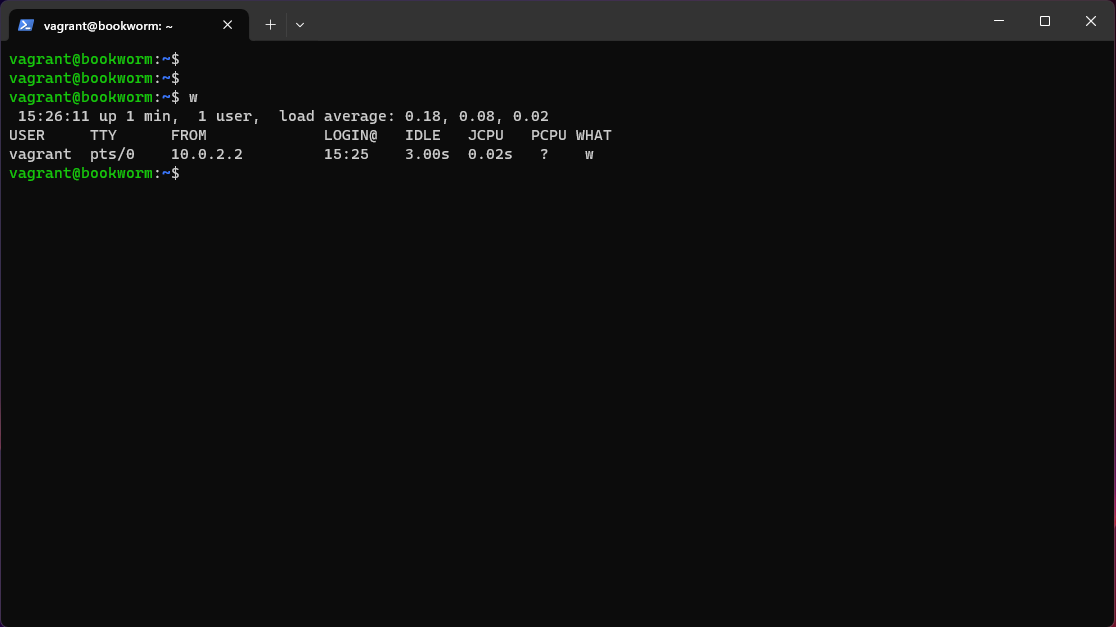 vagrant@bookworm: ~
vagrant@bookworm:~$
vagrant@bookworm:~$
vagrant@bookworm:~$ w
 15:26:11 up 1 min,  1 user,  load average: 0.18, 0.08, 0.02
USER     TTY      FROM             LOGIN@   IDLE   JCPU   PCPU WHAT
vagrant  pts/0    10.0.2.2         15:25    3.00s  0.02s   ?    w
vagrant@bookworm:~$